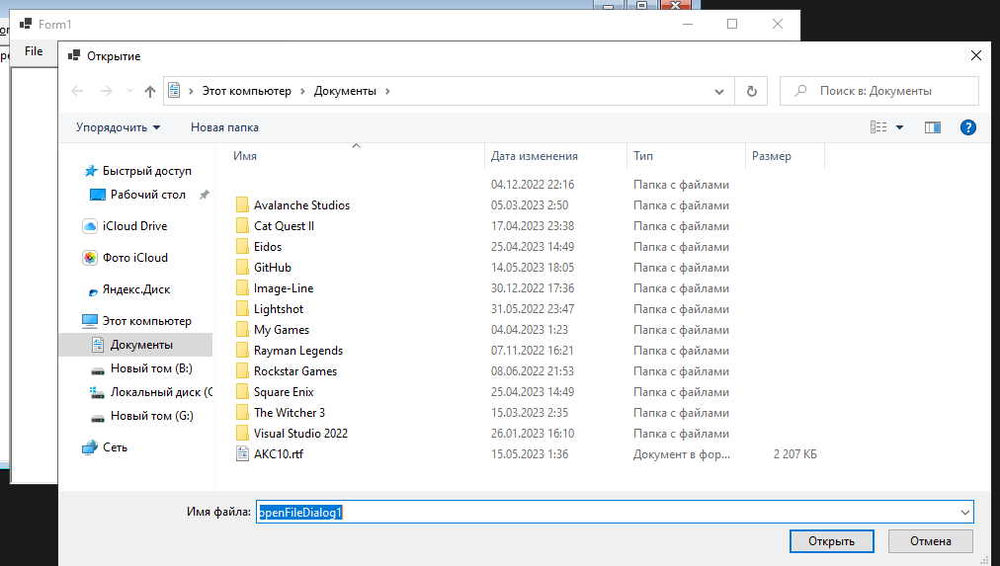 Form1
File
Открытие
Этот компьютер > Документы >
Поиск в: Документы
Упорядочить Новая папка
Имя Дата изменения Тип Размер
Быстрый доступ
Рабочий стол
iCloud Drive
Фото iCloud
Яндекс.Диск
Этот компьютер
Документы
Новый том (B:)
Локальный диск (C
Новый том (G:)
Сеть
04.12.2022 22:16 Папка с файлами
Avalanche Studios 05.03.2023 2:50 Папка с файлами
Cat Quest II 17.04.2023 23:38 Папка с файлами
Eidos 25.04.2023 14:49 Папка с файлами
GitHub 14.05.2023 18:05 Папка с файлами
Image-Line 30.12.2022 17:36 Папка с файлами
Lightshot 31.05.2022 23:47 Папка с файлами
My Games 04.04.2023 1:23 Папка с файлами
Rayman Legends 07.11.2022 16:21 Папка с файлами
Rockstar Games 08.06.2022 21:53 Папка с файлами
Square Enix 25.04.2023 14:49 Папка с файлами
The Witcher 3 15.03.2023 2:35 Папка с файлами
Visual Studio 2022 26.01.2023 16:10 Папка с файлами
АКС10.rtf 15.05.2023 1:36 Документ в фор... 2 207 КБ
Имя файла: openFileDialog1
Открыть Отмена